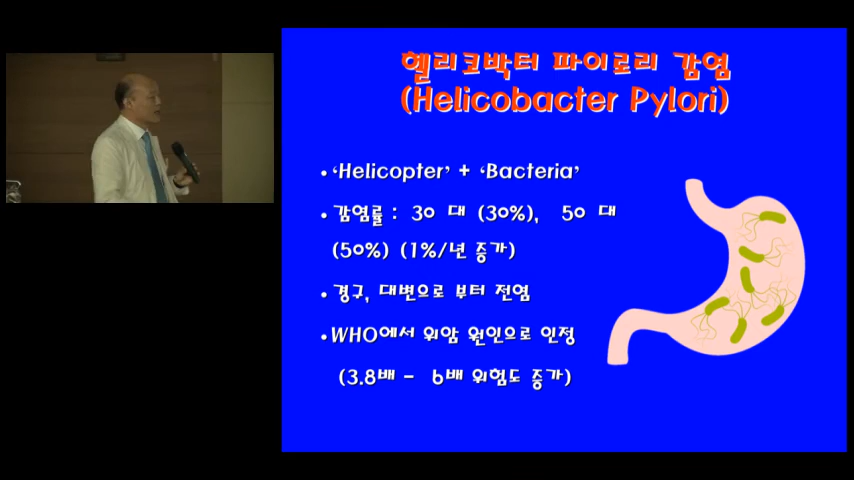 헬리코박터 파이로리 감염
(Helicobacter Pylori)
• ‘Helicopter’ + ‘Bacteria’
• 감염률 : 30 대 (30%), 50 대
(50%) (1%/년 증가)
• 경구, 대변으로 부터 전염
• WHO에서 위암 원인으로 인정
(3.8배 – 6배 위험도 증가)